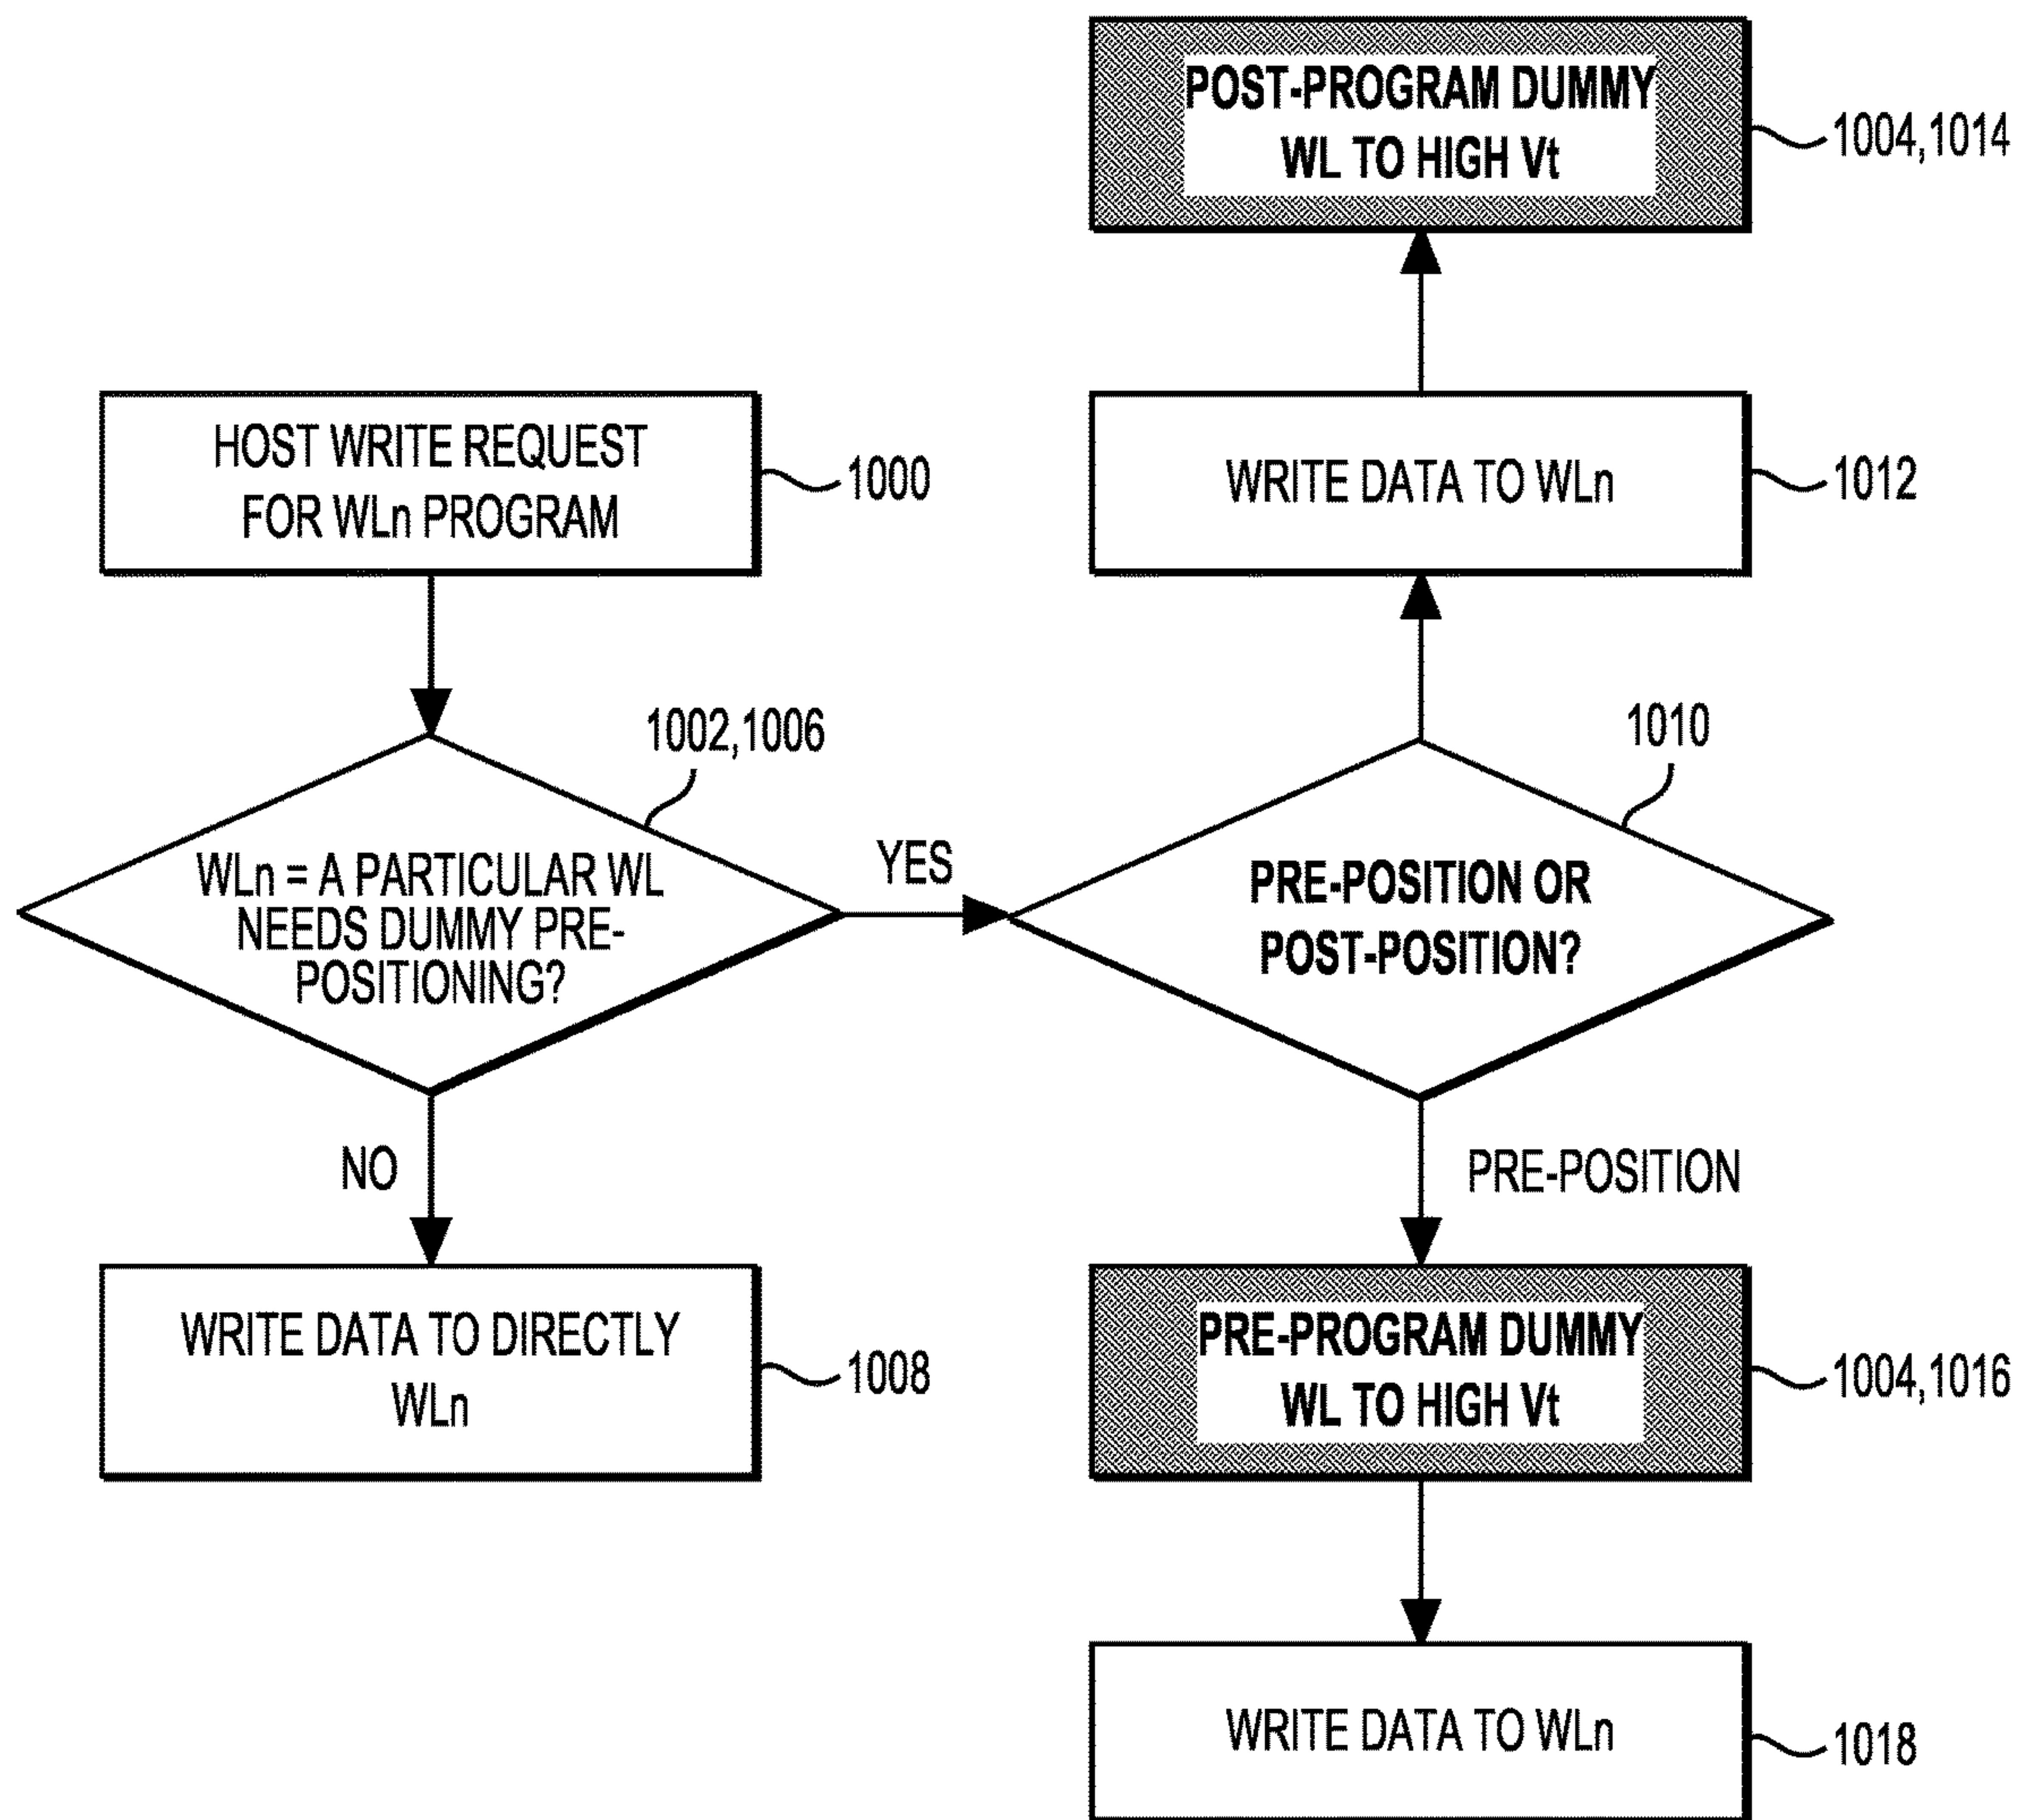 POST-PROGRAM DUMMY
WL TO HIGH Vt
1004,1014
HOST WRITE REQUEST
FOR WLn PROGRAM
1000
WRITE DATA TO WLn
1012
1002,1006
WLn = A PARTICULAR WL
NEEDS DUMMY PRE-
POSITIONING?
YES
1010
PRE-POSITION OR
POST-POSITION?
NO
PRE-POSITION
WRITE DATA TO DIRECTLY
WLn
1008
PRE-PROGRAM DUMMY
WL TO HIGH Vt
1004,1016
WRITE DATA TO WLn
1018